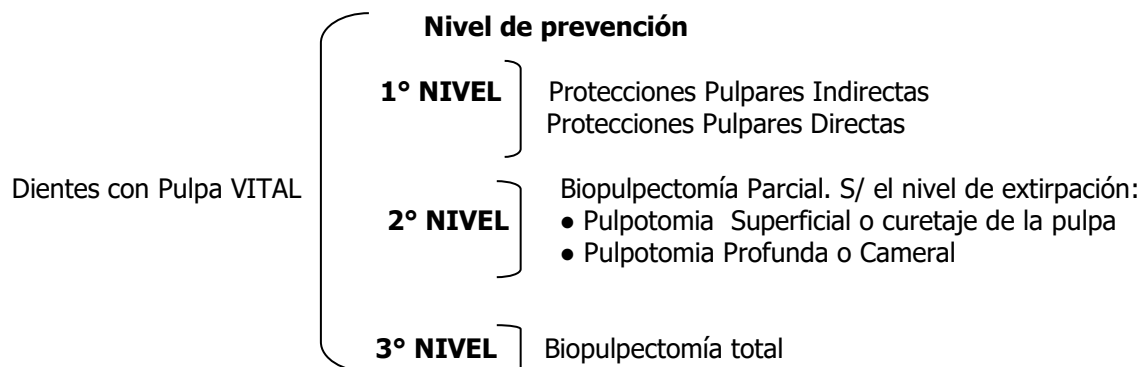 Nivel de prevención
1° NIVEL Protecciones Pulpares Indirectas
Protecciones Pulpares Directas
Dientes con Pulpa VITAL
Biopulpectomía Parcial. S/ el nivel de extirpación:
2° NIVEL ● Pulpotomia Superficial o curetaje de la pulpa
● Pulpotomia Profunda o Cameral
3° NIVEL Biopulpectomía total